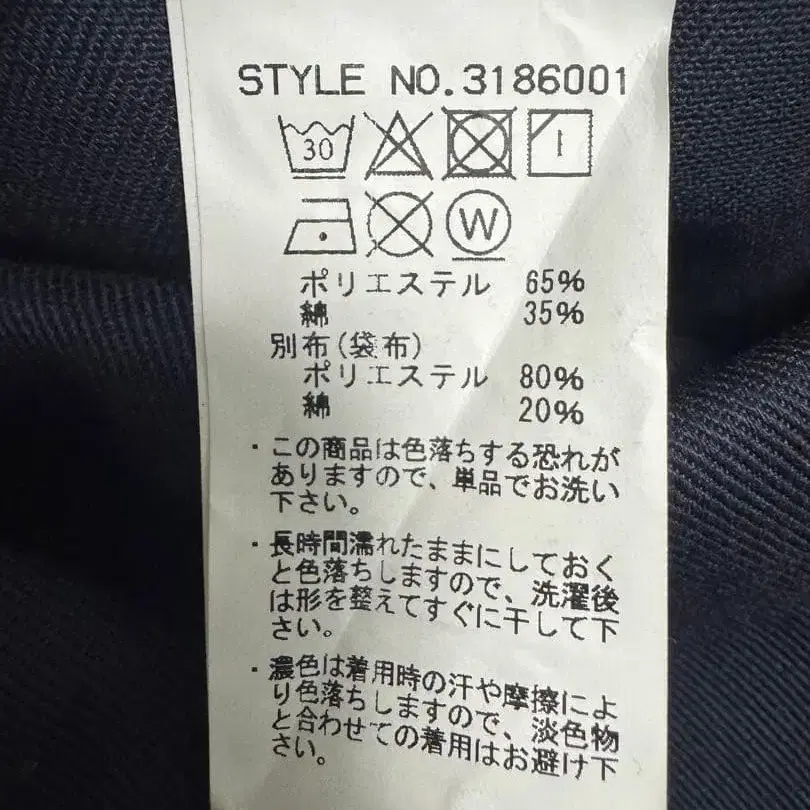 STYLE NO.3186001
30
W
ポリエステル 65%
綿 35%
別布(袋布)
ポリエステル 80%
綿 20%
・この商品は色落ちする恐れが
ありますので、単品でお洗い
下さい。
・長時間濡れたままにしておく
と色落ちしますので、洗濯後
は形を整えてすぐに干して下
さい。
・濃色は着用時の汗や摩擦によ
り色落ちしますので、淡色物
と合わせての着用はお避け下
さい。